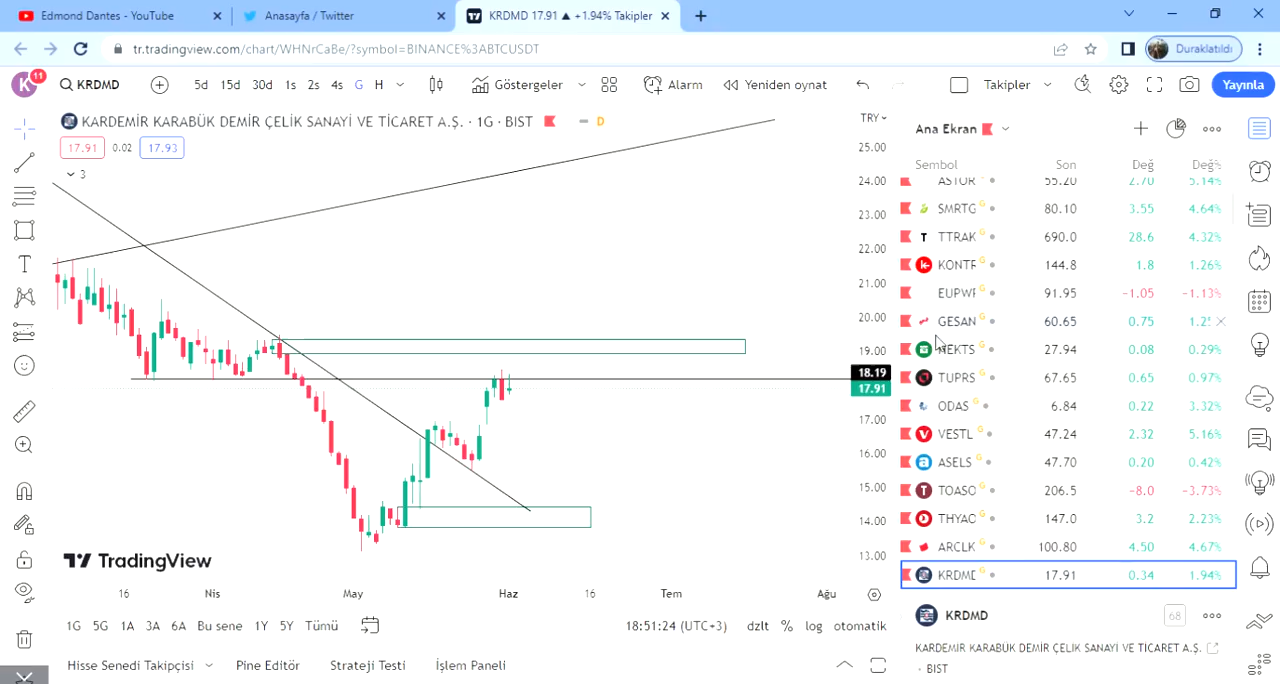 Edmond Dantes - YouTube
Anasayfa / Twitter
KRDMD 17.91 ▲ +1.94% Takipler
tr.tradingview.com/chart/WHNrCaBe/?symbol=BINANCE%3ABTCUSDT
Duraklatıldı
K 11
KRDMD
5d 15d 30d 1s 2s 4s G H
Göstergeler
Alarm
Yeniden oynat
Takipler
Yayınla
KARDEMİR KARABÜK DEMİR ÇELİK SANAYİ VE TİCARET A.Ş. · 1G · BIST
D
17.91 0.02 17.93
3
TRY
25.00
24.00
23.00
22.00
21.00
20.00
19.00
18.19
17.91
17.00
16.00
15.00
14.00
13.00
TradingView
16 Nis May Haz 16 Tem Ağu
1G 5G 1A 3A 6A Bu sene 1Y 5Y Tümü
18:51:24 (UTC+3) dzlt % log otomatik
Hisse Senedi Takipçisi Pine Editör Strateji Testi İşlem Paneli
Ana Ekran
Sembol Son Değ Değ%
ASTOR 55.20 2.70 5.14%
SMRTG G 80.10 3.55 4.64%
TTRAK G 690.0 28.6 4.32%
KONTR G 144.8 1.8 1.26%
EUPWR G 91.95 −1.05 −1.13%
GESAN G 60.65 0.75
27.94 0.08 0.29%
TUPRS G 67.65 0.65 0.97%
ODAS G 6.84 0.22 3.32%
VESTL G 47.24 2.32 5.16%
ASELS G 47.70 0.20 0.42%
TOASO G 206.5 −8.0 −3.73%
THYAO G 147.0 3.2 2.23%
ARCLK G 100.80 4.50 4.67%
KRDMD G 17.91 0.34 1.94%
KRDMD
68
KARDEMİR KARABÜK DEMİR ÇELİK SANAYİ VE TİCARET A.Ş.
· BIST